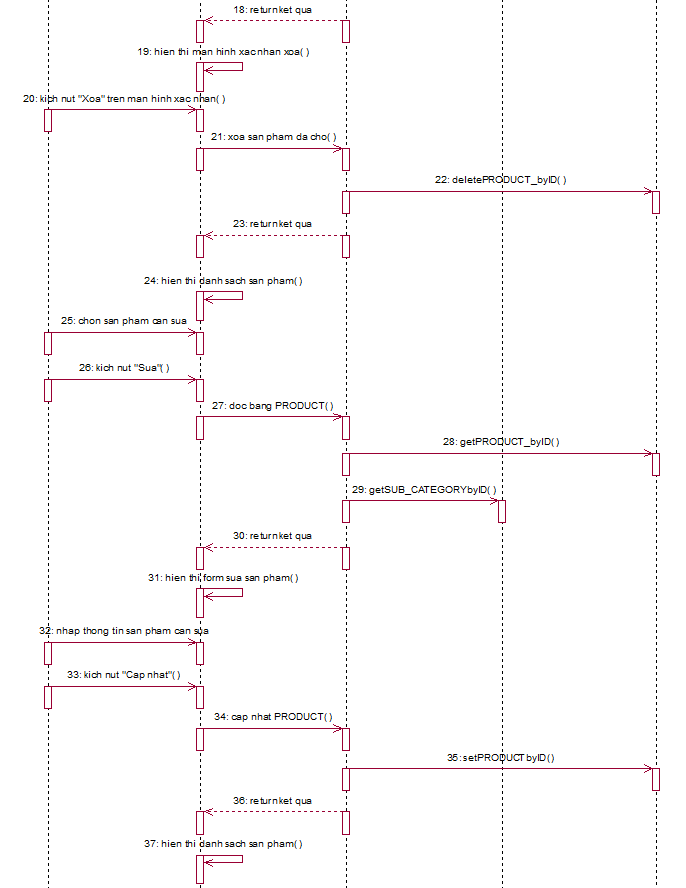 18: return ket qua
19: hien thi man hinh xac nhan xoa( )
20: kich nut "Xoa" tren man hinh xac nhan( )
21: xoa san pham da cho( )
22: deletePRODUCT_byID( )
23: return ket qua
24: hien thi danh sach san pham( )
25: chon san pham can sua
26: kich nut "Sua"( )
27: doc bang PRODUCT( )
28: getPRODUCT_byID( )
29: getSUB_CATEGORYbyID( )
30: return ket qua
31: hien thi form sua san pham( )
32: nhap thong tin san pham can sua
33: kich nut "Cap nhat"( )
34: cap nhat PRODUCT( )
35: setPRODUCTbyID( )
36: return ket qua
37: hien thi danh sach san pham( )